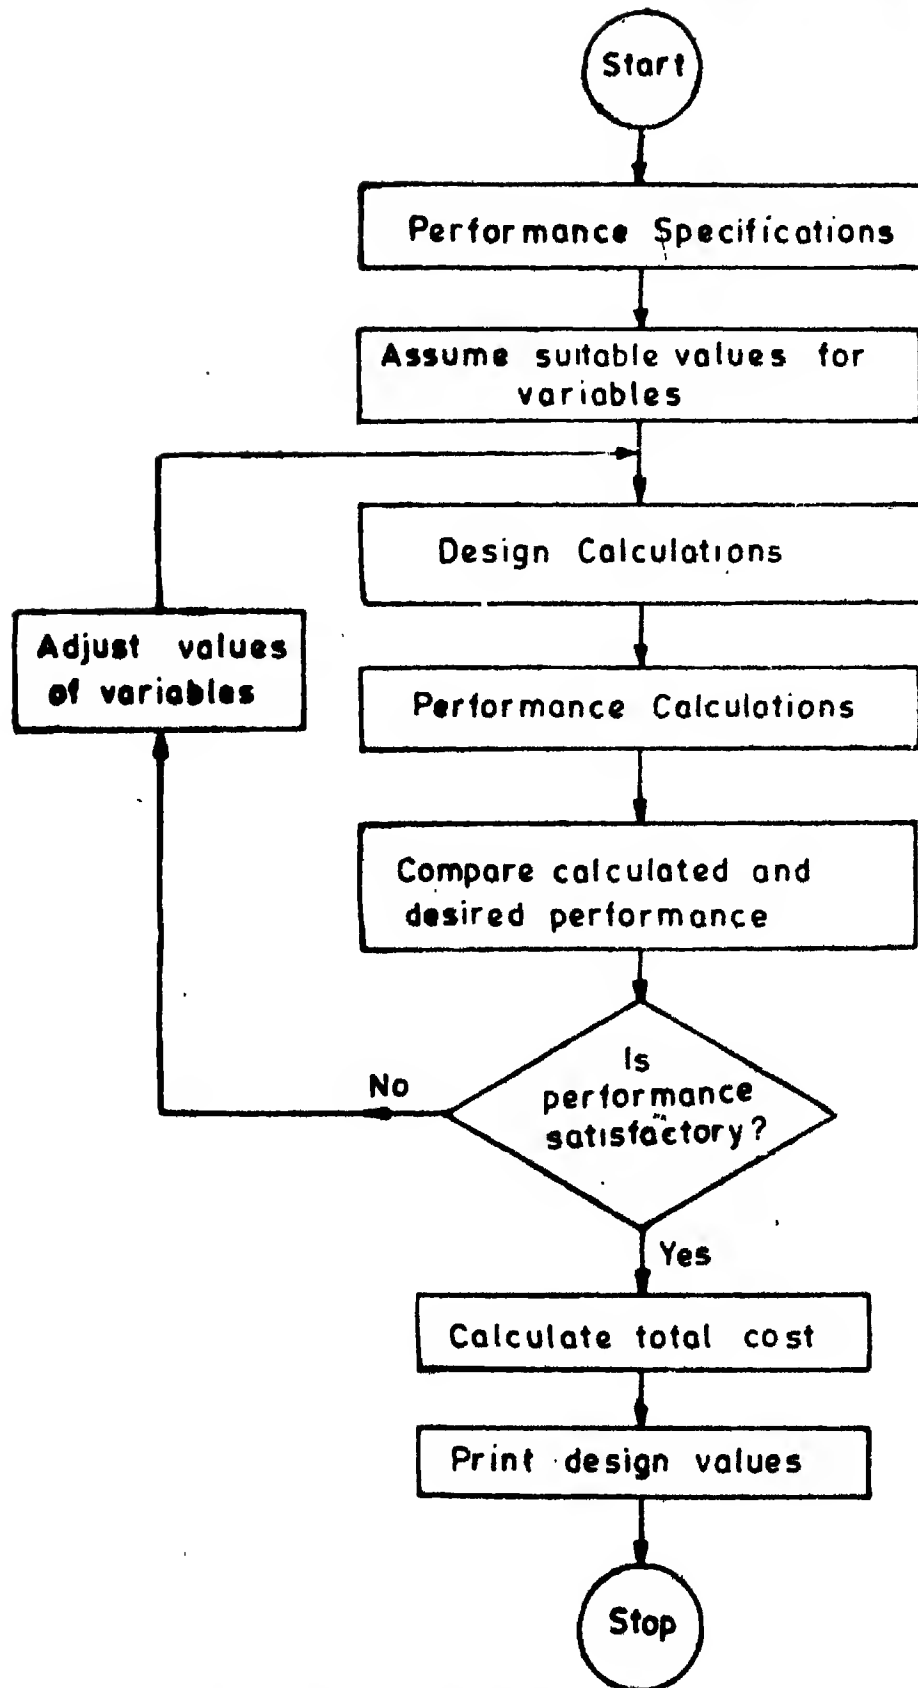 Start
Performance Specifications
Assume suitable values for
variables
Design Calculations
Adjust values
of variables
Performance Calculations
Compare calculated and
desired performance
Is
performance
satisfactory?
No
Yes
Calculate total cost
Print design values
Stop